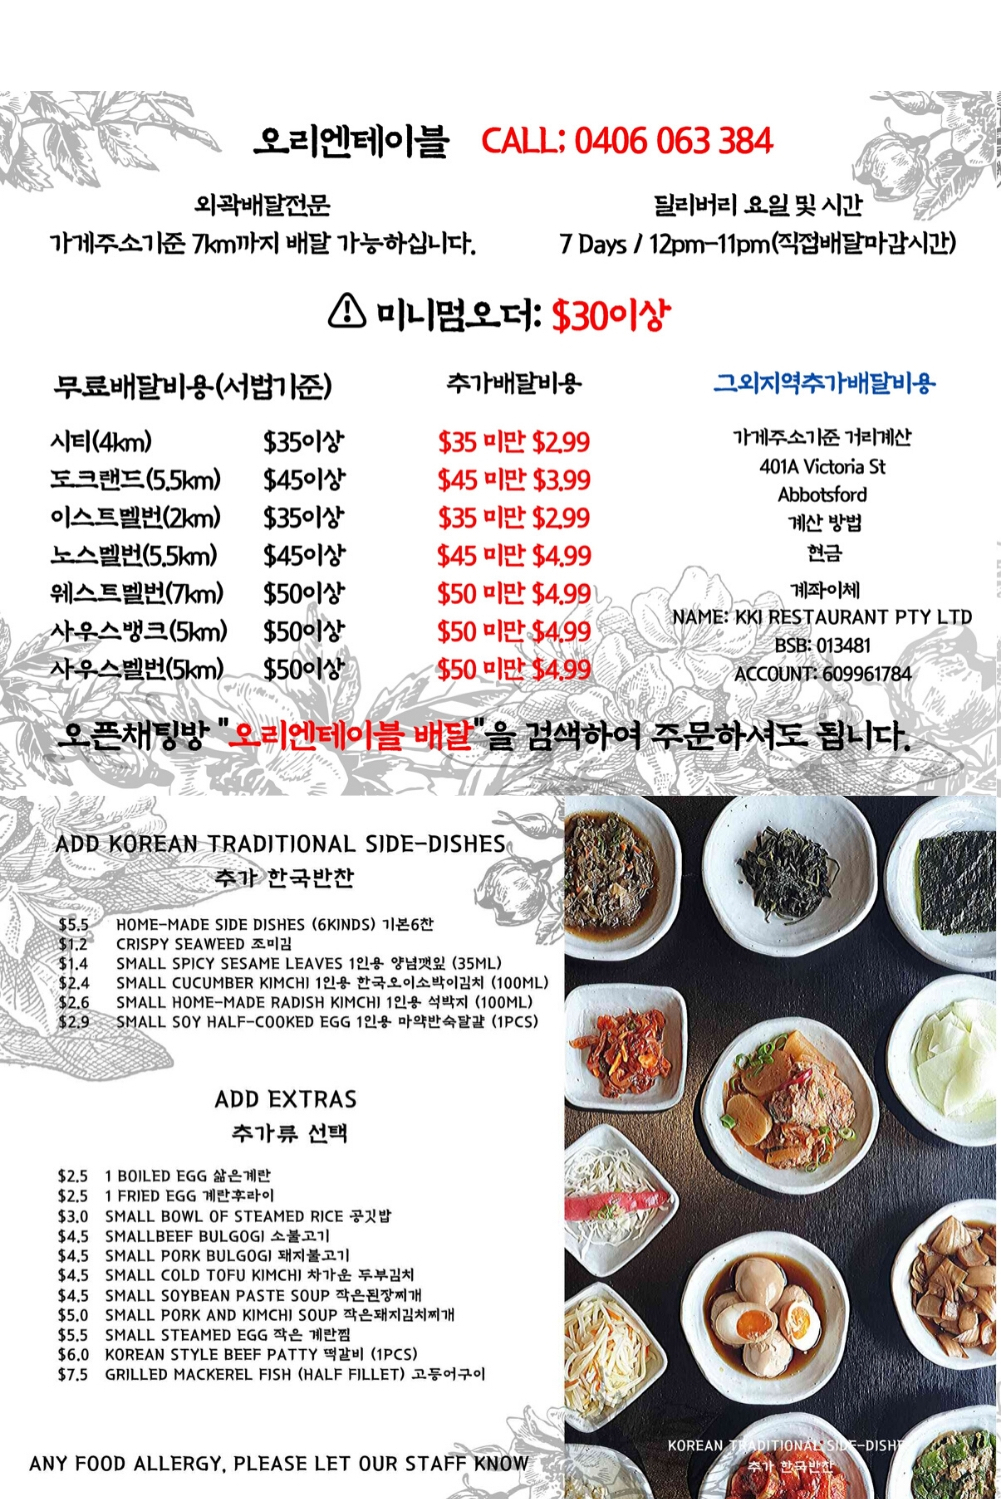 오리엔테이블 CALL: 0406 063 384
외곽배달전문
가게주소기준 7km까지 배달 가능하십니다.
딜리버리 요일 및 시간
7 Days / 12pm-11pm(직접배달마감시간)
미니멈오더: $30이상
무료배달비용(서법기준) 추가배달비용
시티(4km) $35이상 $35 미만 $2.99
도크랜드(5.5km) $45이상 $45 미만 $3.99
이스트멜번(2km) $35이상 $35 미만 $2.99
노스멜번(5.5km) $45이상 $45 미만 $4.99
웨스트멜번(7km) $50이상 $50 미만 $4.99
사우스뱅크(5km) $50이상 $50 미만 $4.99
사우스멜번(5km) $50이상 $50 미만 $4.99
그외지역추가배달비용
가게주소기준 거리계산
401A Victoria St
Abbotsford
계산 방법
현금
계좌이체
NAME: KKI RESTAURANT PTY LTD
BSB: 013481
ACCOUNT: 609961784
오픈채팅방 "오리엔테이블 배달"을 검색하여 주문하셔도 됩니다.
ADD KOREAN TRADITIONAL SIDE-DISHES
추가 한국반찬
$5.5 HOME-MADE SIDE DISHES (6KINDS) 기본6찬
$1.2 CRISPY SEAWEED 조미김
$1.4 SMALL SPICY SESAME LEAVES 1인용 양념깻잎 (35ML)
$2.4 SMALL CUCUMBER KIMCHI 1인용 한국오이소박이김치 (100ML)
$2.6 SMALL HOME-MADE RADISH KIMCHI 1인용 석박지 (100ML)
$2.9 SMALL SOY HALF-COOKED EGG 1인용 마약반숙달걀 (1PCS)
ADD EXTRAS
추가류 선택
$2.5 1 BOILED EGG 삶은계란
$2.5 1 FRIED EGG 계란후라이
$3.0 SMALL BOWL OF STEAMED RICE 공깃밥
$4.5 SMALLBEEF BULGOGI 소불고기
$4.5 SMALL PORK BULGOGI 돼지불고기
$4.5 SMALL COLD TOFU KIMCHI 차가운 두부김치
$4.5 SMALL SOYBEAN PASTE SOUP 작은된장찌개
$5.0 SMALL PORK AND KIMCHI SOUP 작은돼지김치찌개
$5.5 SMALL STEAMED EGG 작은 계란찜
$6.0 KOREAN STYLE BEEF PATTY 떡갈비 (1PCS)
$7.5 GRILLED MACKEREL FISH (HALF FILLET) 고등어구이
ANY FOOD ALLERGY, PLEASE LET OUR STAFF KNOW
KOREAN TRADITIONAL SIDE-DISHES
추가 한국반찬